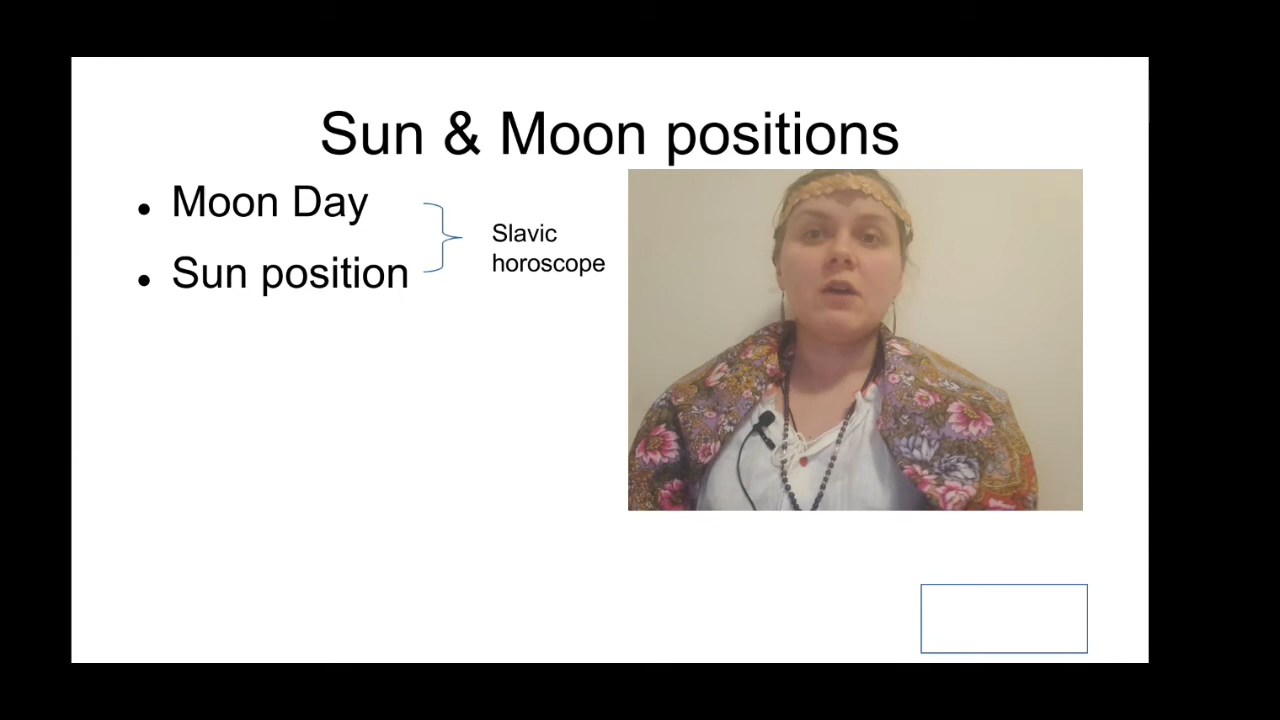 Sun & Moon positions
Moon Day
Sun position
Slavic
horoscope